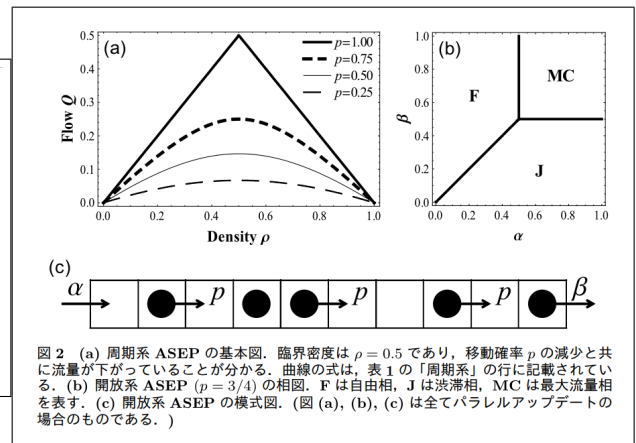 (a)
p=1.00
p=0.75
p=0.50
p=0.25
Flow Q
0.5
0.4
0.3
0.2
0.1
0.0
0.0 0.2 0.4 0.6 0.8 1.0
Density ρ
(b)
F
MC
J
β
1.0
0.8
0.6
0.4
0.2
0.0
0.0 0.2 0.4 0.6 0.8 1.0
α
(c)
α p p p β
図 2 (a) 周期系 ASEP の基本図．臨界密度は ρ = 0.5 であり，移動確率 p の減少と共
に流量が下がっていることが分かる．曲線の式は，表 1 の「周期系」の行に記載されてい
る．(b) 開放系 ASEP (p = 3/4) の相図．F は自由相，J は渋滞相，MC は最大流量相
を表す．(c) 開放系 ASEP の模式図．(図 (a), (b), (c) は全てパラレルアップデートの
場合のものである．)